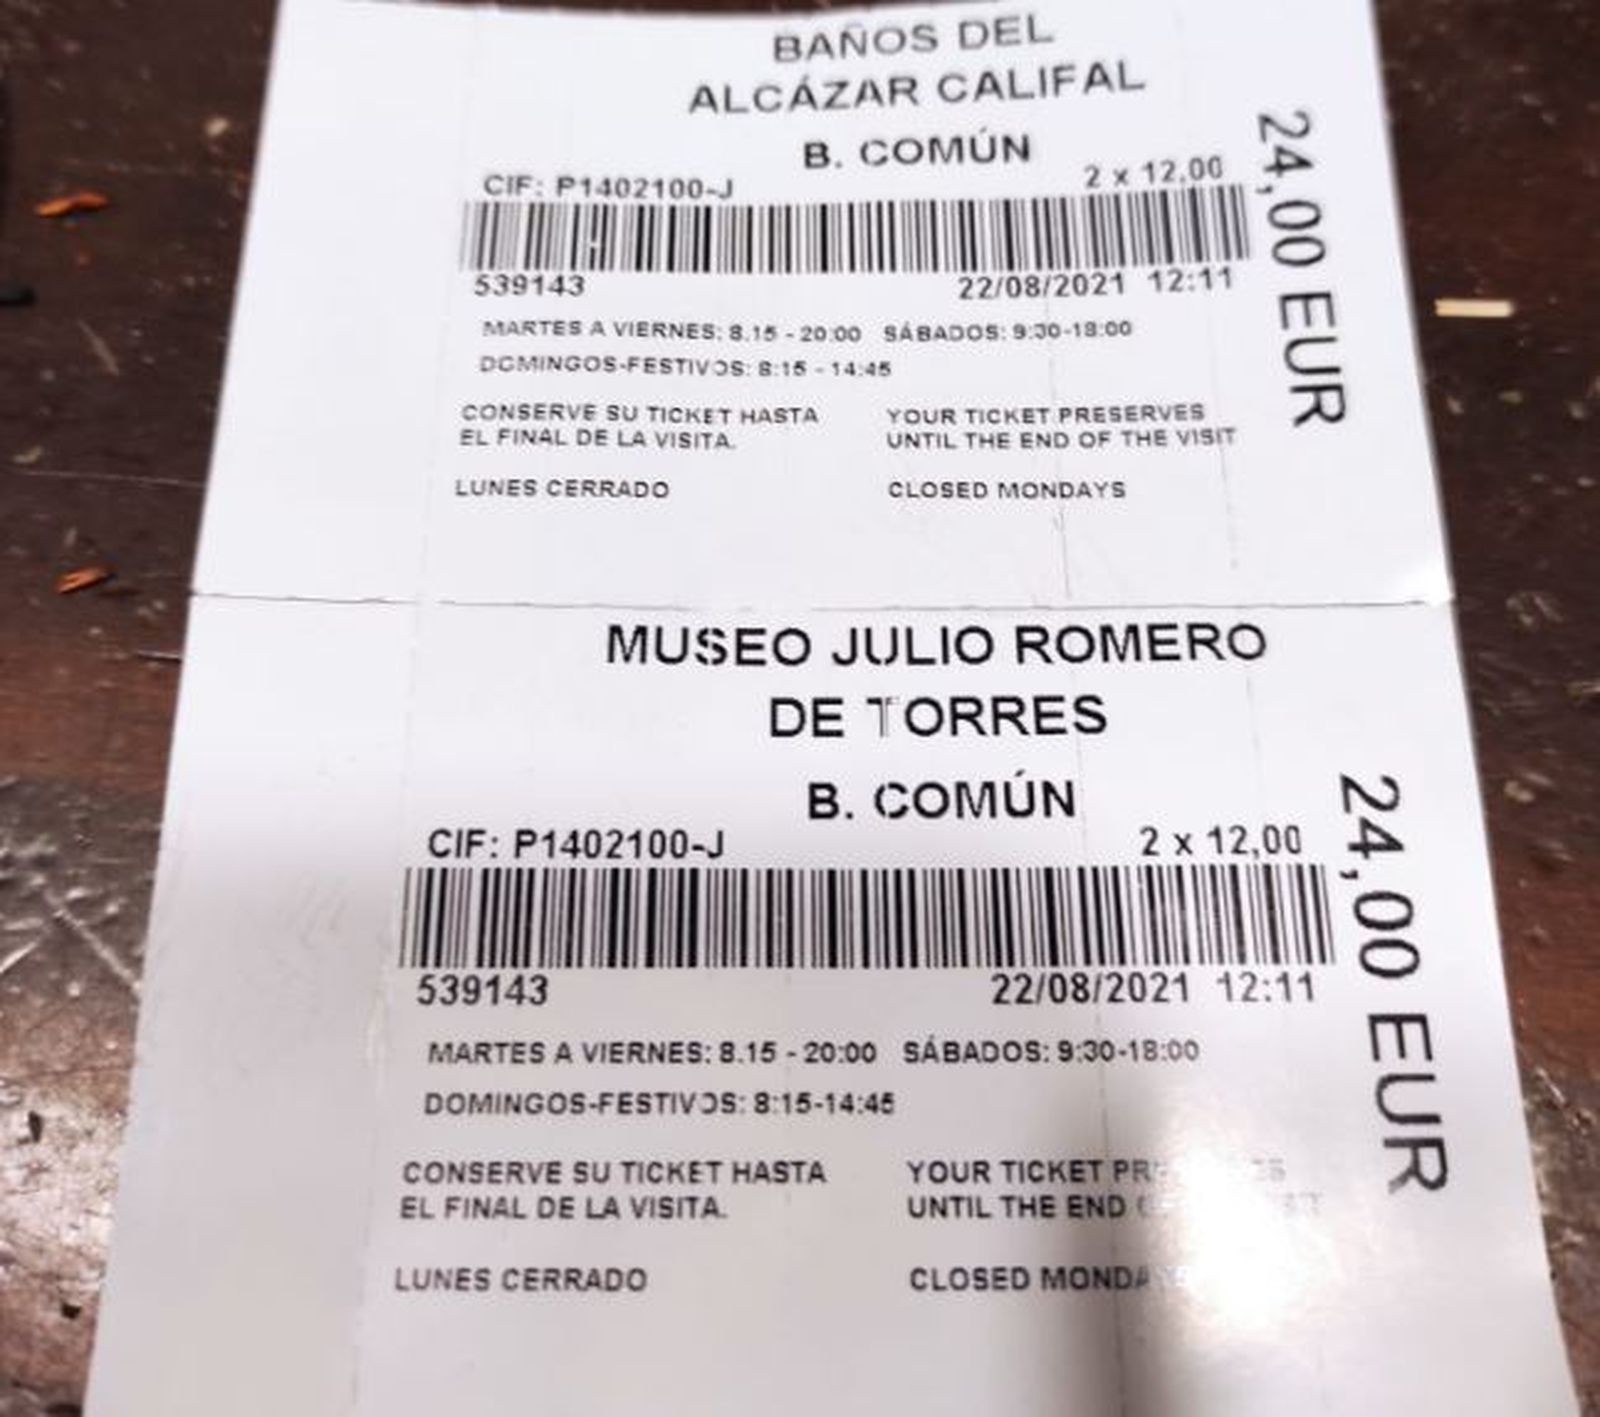 BAÑOS DEL
ALCÁZAR CALIFAL
B. COMÚN
CIF: P1402100-J 2 x 12,00
24,00 EUR
539143 22/08/2021 12:11
MARTES A VIERNES: 8.15 - 20:00 SÁBADOS: 9:30-18:00
DOMINGOS-FESTIVOS: 8:15 - 14:45
CONSERVE SU TICKET HASTA YOUR TICKET PRESERVES
EL FINAL DE LA VISITA. UNTIL THE END OF THE VISIT
LUNES CERRADO CLOSED MONDAYS
MUSEO JULIO ROMERO
DE TORRES
B. COMÚN
CIF: P1402100-J 2 x 12,00
24,00 EUR
539143 22/08/2021 12:11
MARTES A VIERNES: 8.15 - 20:00 SÁBADOS: 9:30-18:00
DOMINGOS-FESTIVOS: 8:15-14:45
CONSERVE SU TICKET HASTA YOUR TICKET
EL FINAL DE LA VISITA. UNTIL THE END
LUNES CERRADO CLOSED